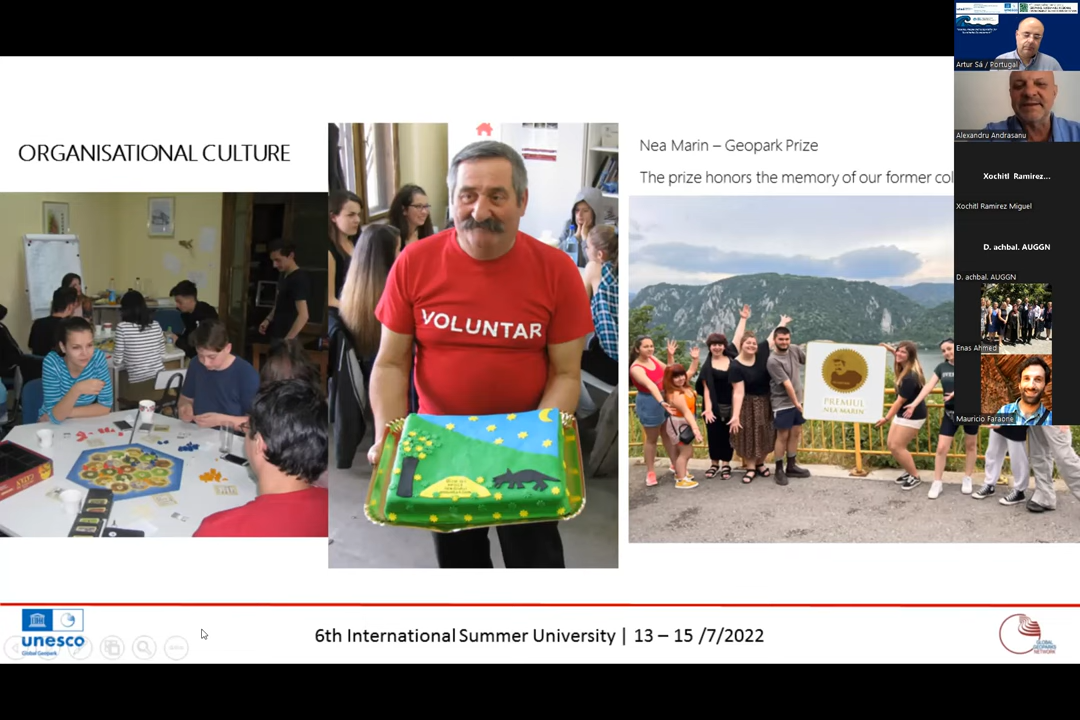 ORGANISATIONAL CULTURE
VOLUNTAR
Nea Marin – Geopark Prize
The prize honors the memory of our former col
PREMIUL
NEA MARIN
unesco
Global Geopark
6th International Summer University | 13 – 15 /7/2022
GLOBAL
GEOPARKS
NETWORK
Artur Sá / Portugal
Alexandru Andrasanu
Xochitl Ramirez...
Xochitl Ramirez Miguel
D. achbal. AUGGN
D. achbal. AUGGN
Enas Ahmed
Mauricio Faraone